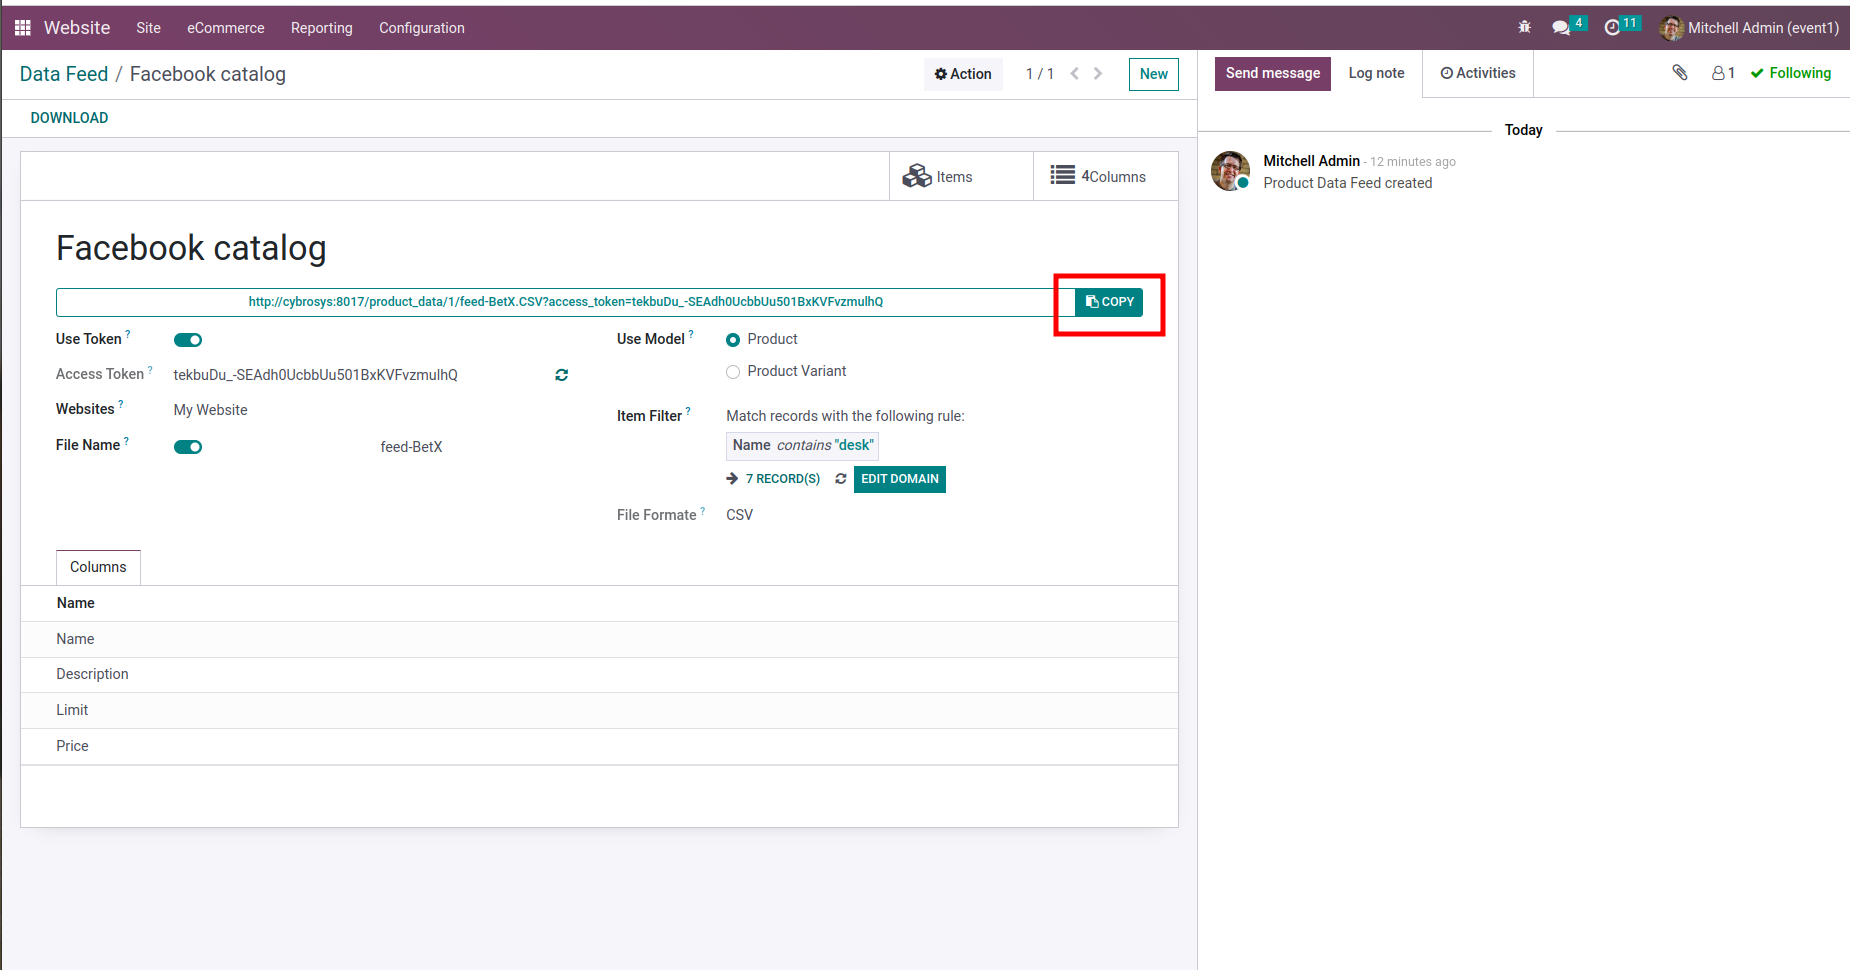 Website Site eCommerce Reporting Configuration 4 11 Mitchell Admin (event1)
Data Feed / Facebook catalog Action 1 / 1 New
DOWNLOAD
Items 4Columns
Facebook catalog
http://cybrosys:8017/product_data/1/feed-BetX.CSV?access_token=tekbuDu_-SEAdh0UcbbUu501BxKVFvzmulhQ COPY
Use Token ?
Access Token ? tekbuDu_-SEAdh0UcbbUu501BxKVFvzmulhQ
Websites ? My Website
File Name ? feed-BetX
Use Model ? Product
Product Variant
Item Filter ? Match records with the following rule:
Name contains "desk"
7 RECORD(S) EDIT DOMAIN
File Formate ? CSV
Columns
Name
Name
Description
Limit
Price
Send message Log note Activities 1 Following
Today
Mitchell Admin - 12 minutes ago
Product Data Feed created